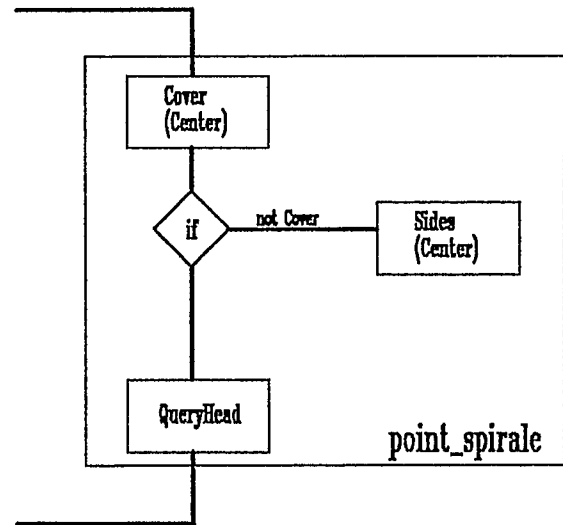 Cover
(Center)
if
not Cover
Sides
(Center)
QueryHead
point_spirale